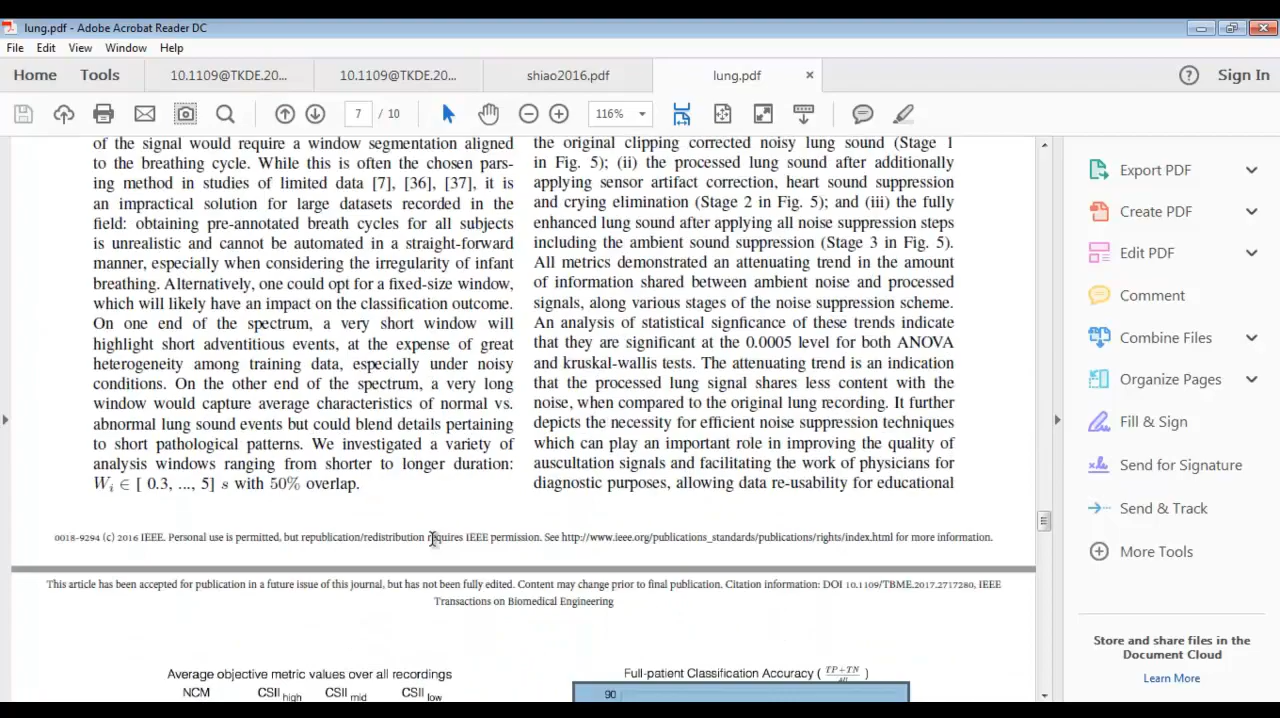 lung.pdf - Adobe Acrobat Reader DC
File Edit View Window Help
Home Tools 10.1109@TKDE.20... 10.1109@TKDE.20... shiao2016.pdf lung.pdf × Sign In
7 / 10 116%
of the signal would require a window segmentation aligned
to the breathing cycle. While this is often the chosen pars-
ing method in studies of limited data [7], [36], [37], it is
an impractical solution for large datasets recorded in the
field: obtaining pre-annotated breath cycles for all subjects
is unrealistic and cannot be automated in a straight-forward
manner, especially when considering the irregularity of infant
breathing. Alternatively, one could opt for a fixed-size window,
which will likely have an impact on the classification outcome.
On one end of the spectrum, a very short window will
highlight short adventitious events, at the expense of great
heterogeneity among training data, especially under noisy
conditions. On the other end of the spectrum, a very long
window would capture average characteristics of normal vs.
abnormal lung sound events but could blend details pertaining
to short pathological patterns. We investigated a variety of
analysis windows ranging from shorter to longer duration:
Wi ∈ [ 0.3, ..., 5] s with 50% overlap.
the original clipping corrected noisy lung sound (Stage 1
in Fig. 5); (ii) the processed lung sound after additionally
applying sensor artifact correction, heart sound suppression
and crying elimination (Stage 2 in Fig. 5); and (iii) the fully
enhanced lung sound after applying all noise suppression steps
including the ambient sound suppression (Stage 3 in Fig. 5).
All metrics demonstrated an attenuating trend in the amount
of information shared between ambient noise and processed
signals, along various stages of the noise suppression scheme.
An analysis of statistical signficance of these trends indicate
that they are significant at the 0.0005 level for both ANOVA
and kruskal-wallis tests. The attenuating trend is an indication
that the processed lung signal shares less content with the
noise, when compared to the original lung recording. It further
depicts the necessity for efficient noise suppression techniques
which can play an important role in improving the quality of
auscultation signals and facilitating the work of physicians for
diagnostic purposes, allowing data re-usability for educational
0018-9294 (c) 2016 IEEE. Personal use is permitted, but republication/redistribution requires IEEE permission. See http://www.ieee.org/publications_standards/publications/rights/index.html for more information.
This article has been accepted for publication in a future issue of this journal, but has not been fully edited. Content may change prior to final publication. Citation information: DOI 10.1109/TBME.2017.2717280, IEEE
Transactions on Biomedical Engineering
Average objective metric values over all recordings
NCM CSII high CSII mid CSII low
Full-patient Classification Accuracy ( TP+TN )
90
Export PDF
Create PDF
Edit PDF
Comment
Combine Files
Organize Pages
Fill & Sign
Send for Signature
Send & Track
More Tools
Store and share files in the
Document Cloud
Learn More